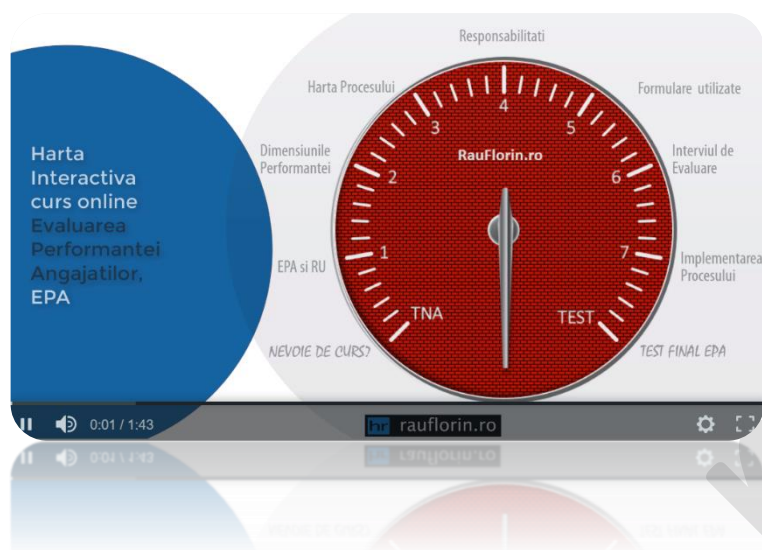 Harta
Interactiva
curs online
Evaluarea
Performantei
Angajatilor,
EPA
Responsabilitati
Harta Procesului
Formulare utilizate
Dimensiunile
Performantei
Interviul de
Evaluare
EPA si RU
Implementarea
Procesului
NEVOIE DE CURS?
TEST FINAL EPA
4
3
5
RauFlorin.ro
2
6
1
7
TNA
TEST
0:01 / 1:43
hr rauflorin.ro